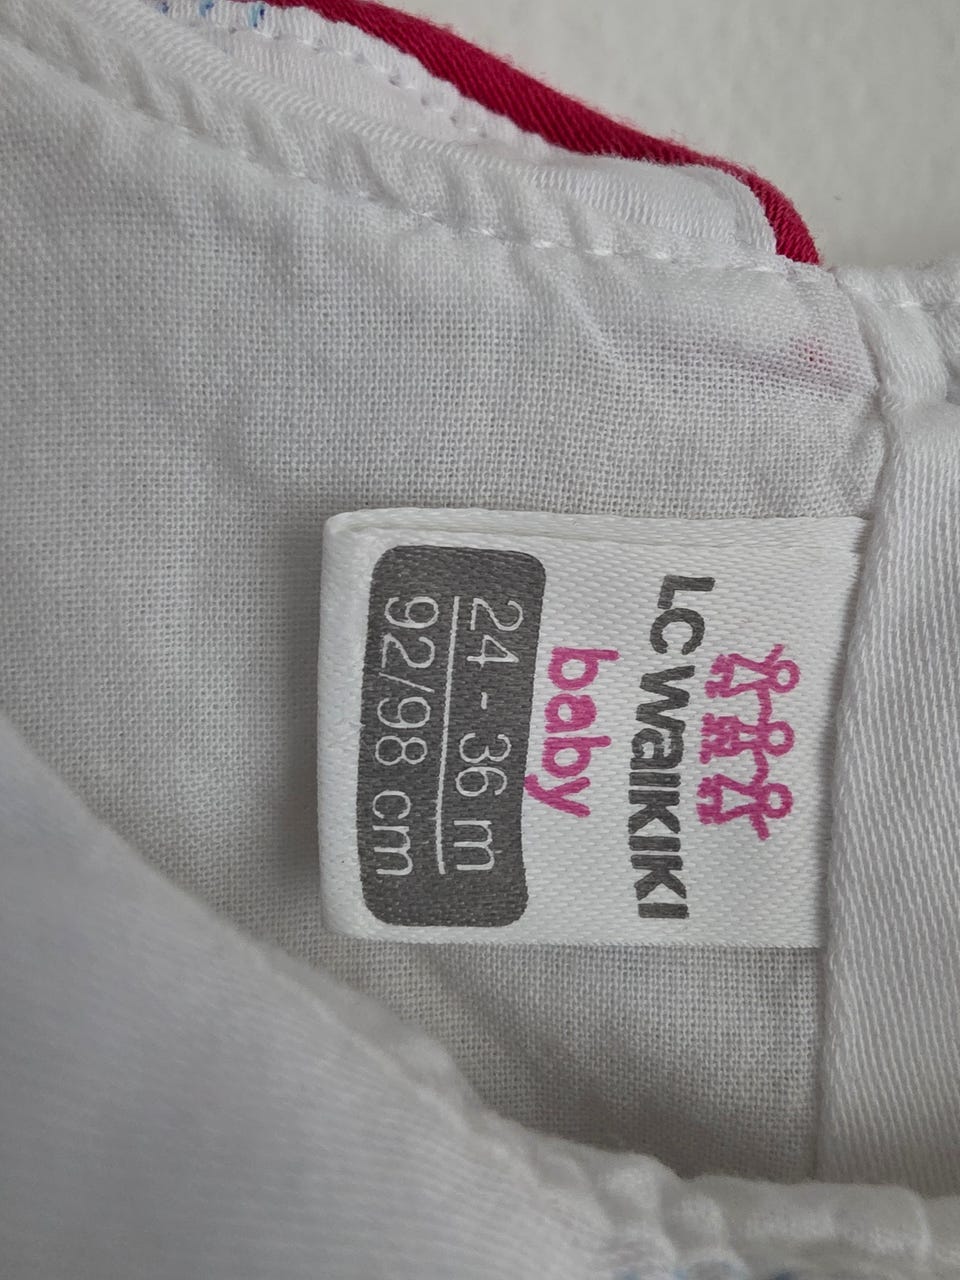 LC WAIKIKI
baby
24 - 36 m
92/98 cm